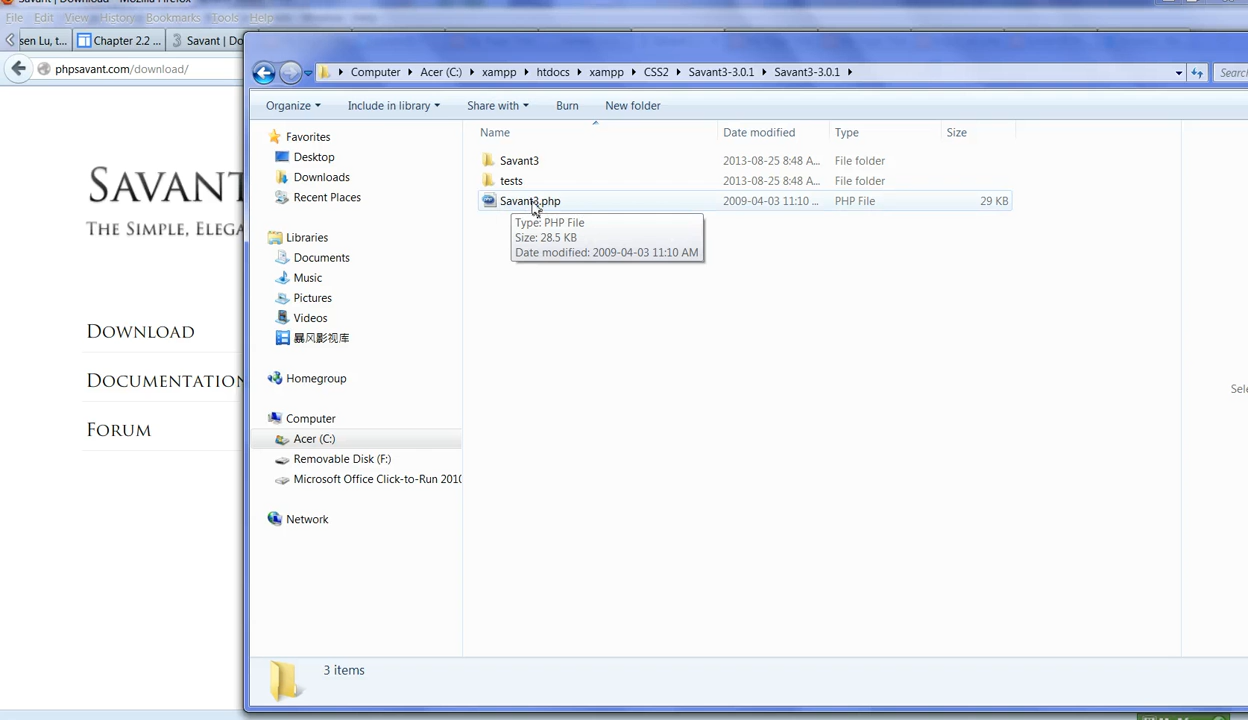 Savant | Download - Mozilla Firefox
File Edit View History Bookmarks Tools Help
sen Lu, t... Chapter 2.2 ... Savant | Do
phpsavant.com/download/
Computer Acer (C:) xampp htdocs xampp CSS2 Savant3-3.0.1 Savant3-3.0.1
Searc
Organize Include in library Share with Burn New folder
Name Date modified Type Size
Savant3 2013-08-25 8:48 A... File folder
tests 2013-08-25 8:48 A... File folder
Savant3.php 2009-04-03 11:10 ... PHP File 29 KB
Type: PHP File
Size: 28.5 KB
Date modified: 2009-04-03 11:10 AM
Favorites
Desktop
Downloads
Recent Places
Libraries
Documents
Music
Pictures
Videos
暴风影视库
Homegroup
Computer
Acer (C:)
Removable Disk (F:)
Microsoft Office Click-to-Run 2010
Network
3 items
Sele
SAVANT
THE SIMPLE, ELEGA
DOWNLOAD
DOCUMENTATION
FORUM